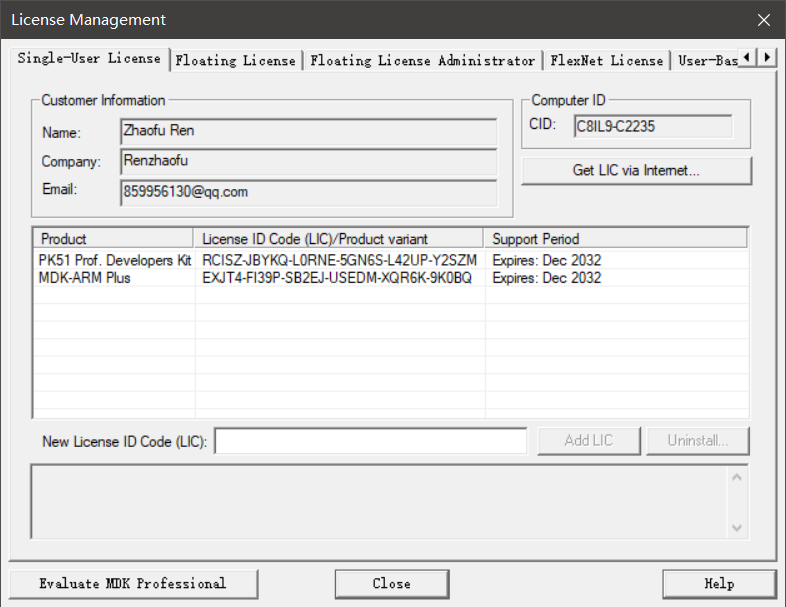 License Management
Single-User License
Floating License
Floating License Administrator
FlexNet License
User-Bas
Customer Information
Name:
Zhaofu Ren
Company:
Renzhaofu
Email:
859956130@qq.com
Computer ID
CID:
C8IL9-C2235
Get LIC via Internet...
Product
License ID Code (LIC)/Product variant
Support Period
PK51 Prof. Developers Kit
RCISZ-JBYKQ-L0RNE-5GN6S-L42UP-Y2SZM
Expires: Dec 2032
MDK-ARM Plus
EXJT4-FI39P-SB2EJ-USEDM-XQR6K-9K0BQ
Expires: Dec 2032
New License ID Code (LIC):
Add LIC
Uninstall...
Evaluate MDK Professional
Close
Help